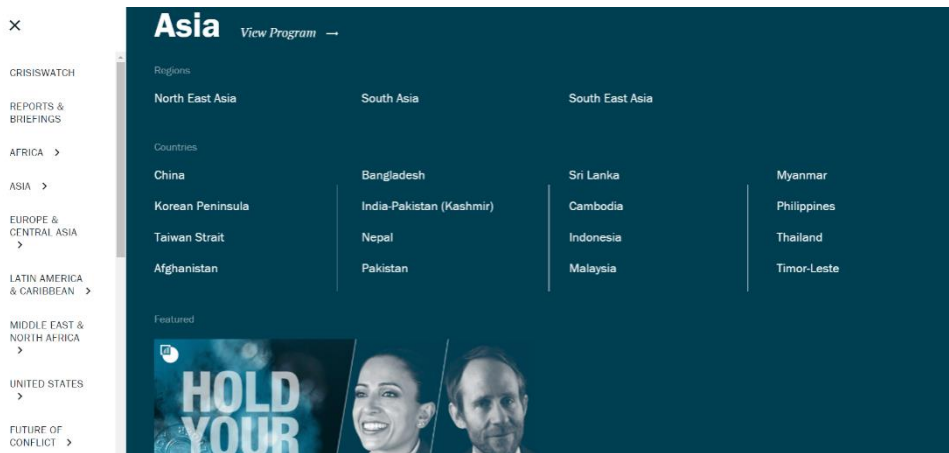 CRISISWATCH
REPORTS &
BRIEFINGS
AFRICA >
ASIA >
EUROPE &
CENTRAL ASIA
>
LATIN AMERICA
& CARIBBEAN >
MIDDLE EAST &
NORTH AFRICA
>
UNITED STATES
>
FUTURE OF
CONFLICT >
Asia View Program →
Regions
North East Asia South Asia South East Asia
Countries
China Bangladesh Sri Lanka Myanmar
Korean Peninsula India-Pakistan (Kashmir) Cambodia Philippines
Taiwan Strait Nepal Indonesia Thailand
Afghanistan Pakistan Malaysia Timor-Leste
Featured
HOLD
YOUR